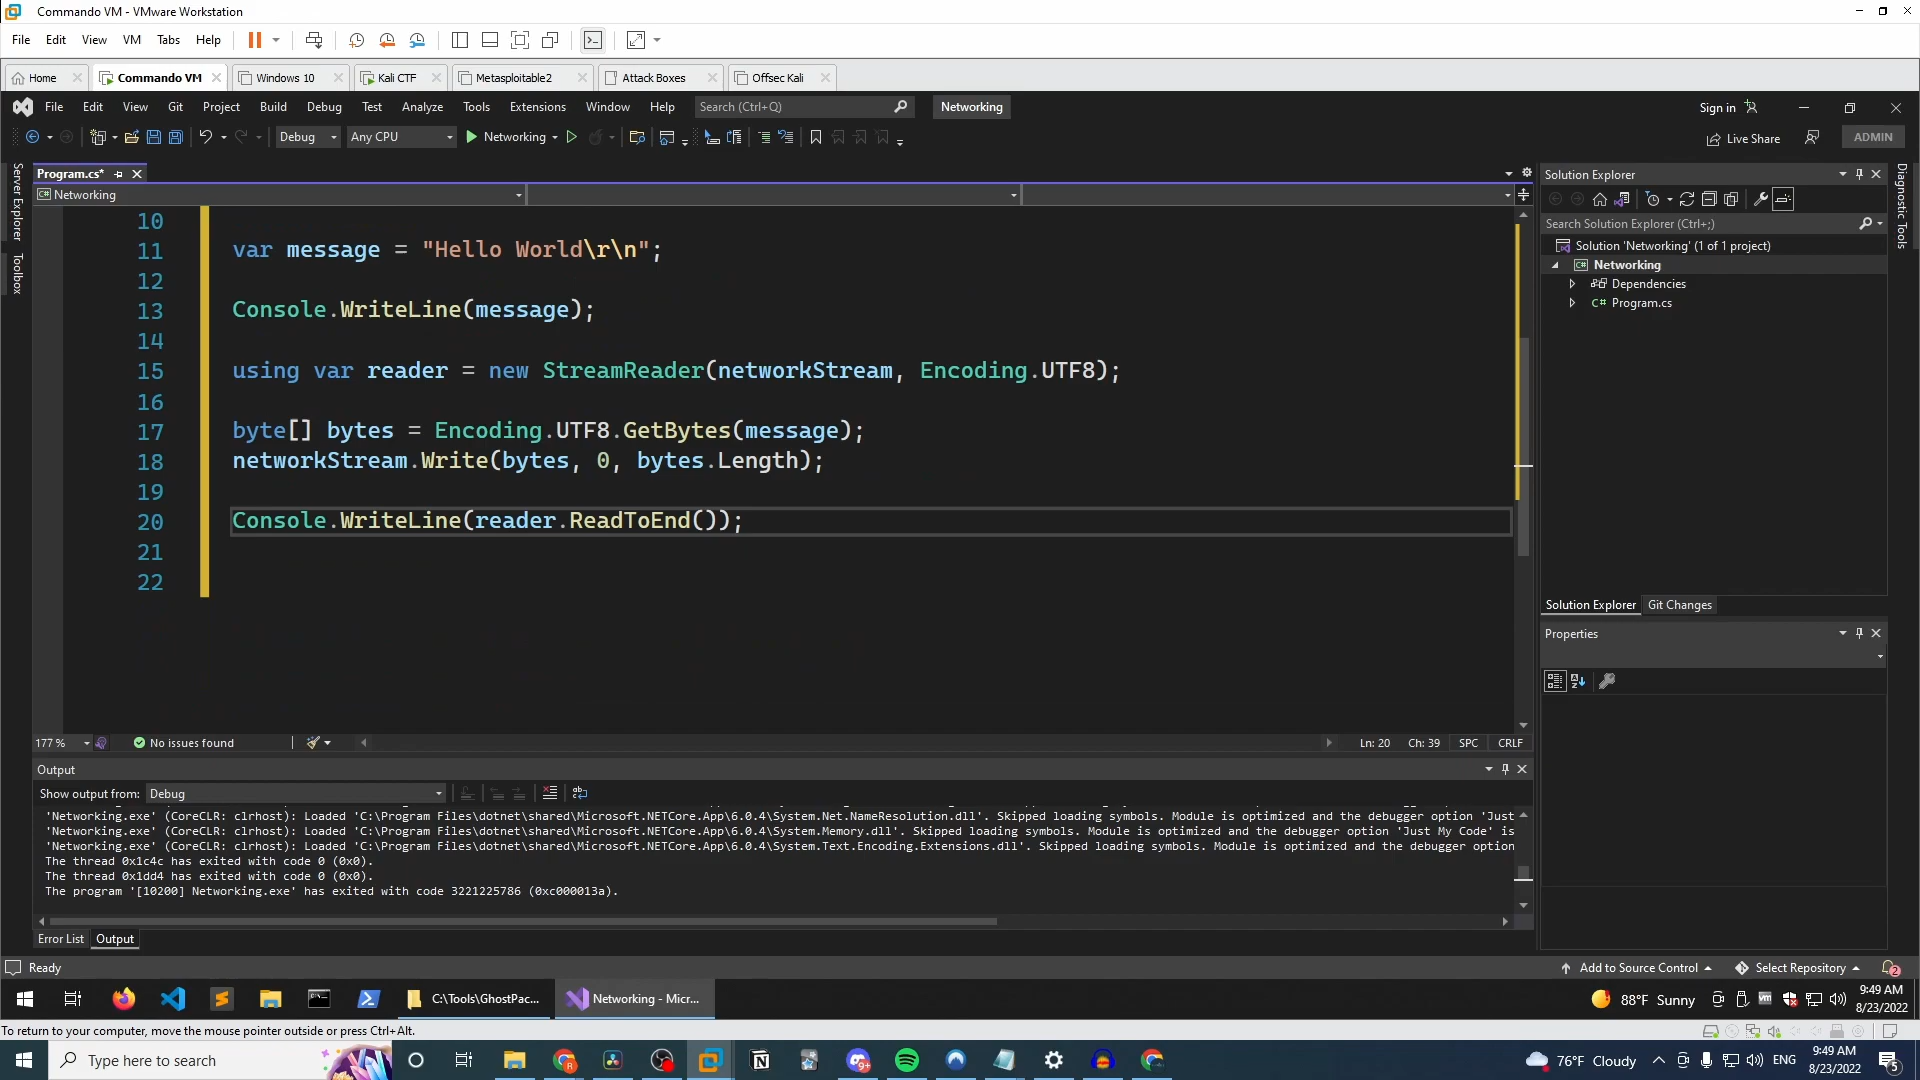 Commando VM - VMware Workstation
File Edit View VM Tabs Help
Home Commando VM Windows 10 Kali CTF Metasploitable2 Attack Boxes Offsec Kali
File Edit View Git Project Build Debug Test Analyze Tools Extensions Window Help Search (Ctrl+Q) Networking Sign in
Debug Any CPU Networking Live Share ADMIN
Server Explorer
Toolbox
Program.cs*
Networking
10
11 var message = "Hello World\r\n";
12
13 Console.WriteLine(message);
14
15 using var reader = new StreamReader(networkStream, Encoding.UTF8);
16
17 byte[] bytes = Encoding.UTF8.GetBytes(message);
18 networkStream.Write(bytes, 0, bytes.Length);
19
20 Console.WriteLine(reader.ReadToEnd());
21
22
177 % No issues found Ln: 20 Ch: 39 SPC CRLF
Solution Explorer
Search Solution Explorer (Ctrl+;)
Solution 'Networking' (1 of 1 project)
C# Networking
Dependencies
C# Program.cs
Solution Explorer Git Changes
Properties
Diagnostic Tools
Output
Show output from: Debug
'Networking.exe' (CoreCLR: clrhost): Loaded 'C:\Program Files\dotnet\shared\Microsoft.NETCore.App\6.0.4\System.Net.NameResolution.dll'. Skipped loading symbols. Module is optimized and the debugger option 'Just
'Networking.exe' (CoreCLR: clrhost): Loaded 'C:\Program Files\dotnet\shared\Microsoft.NETCore.App\6.0.4\System.Memory.dll'. Skipped loading symbols. Module is optimized and the debugger option 'Just My Code' is
'Networking.exe' (CoreCLR: clrhost): Loaded 'C:\Program Files\dotnet\shared\Microsoft.NETCore.App\6.0.4\System.Text.Encoding.Extensions.dll'. Skipped loading symbols. Module is optimized and the debugger option
The thread 0x1c4c has exited with code 0 (0x0).
The thread 0x1dd4 has exited with code 0 (0x0).
The program '[10200] Networking.exe' has exited with code 3221225786 (0xc000013a).
Error List Output
Ready Add to Source Control Select Repository 2
C:\Tools\GhostPac... Networking - Micr... 88°F Sunny 9:49 AM
8/23/2022
To return to your computer, move the mouse pointer outside or press Ctrl+Alt.
Type here to search 76°F Cloudy ENG 9:49 AM
8/23/2022 5